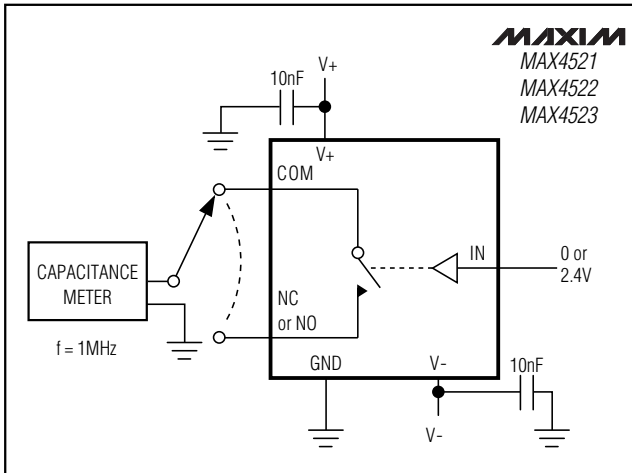 MAXIM
MAX4521
MAX4522
MAX4523
V+
10nF
V+
COM
IN
0 or
2.4V
CAPACITANCE
METER
NC
or NO
f = 1MHz
GND
V-
10nF
V-